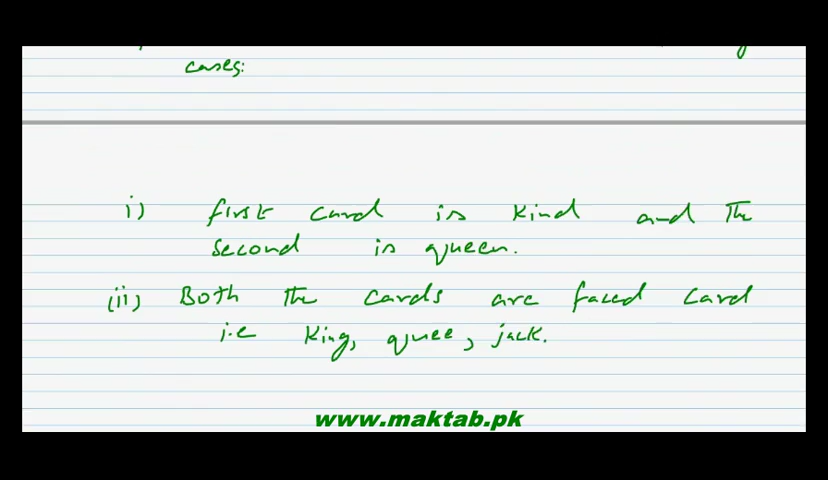 cases:
i) first card is kind and the
second is queen.
(ii) Both the cards are faced card
i.e king, quee, jack.
www.maktab.pk